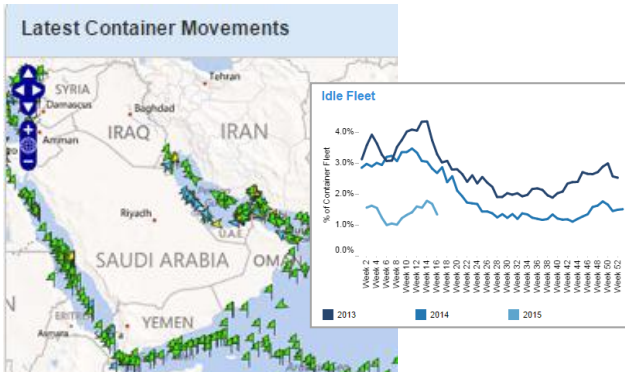 Latest Container Movements
Tehran
SYRIA
Damascus
Baghdad
Amman
IRAQ
IRAN
Riyadh
U.A.E.
SAUDI ARABIA
OMAN
ERITRE
YEMEN
Asmara
Idle Fleet
% of Container Fleet
4.0%
3.0%
2.0%
1.0%
0.0%
Week 2
Week 4
Week 6
Week 8
Week 10
Week 12
Week 14
Week 16
Week 18
Week 20
Week 22
Week 24
Week 26
Week 28
Week 30
Week 32
Week 34
Week 36
Week 38
Week 40
Week 42
Week 44
Week 46
Week 48
Week 50
Week 52
2013
2014
2015